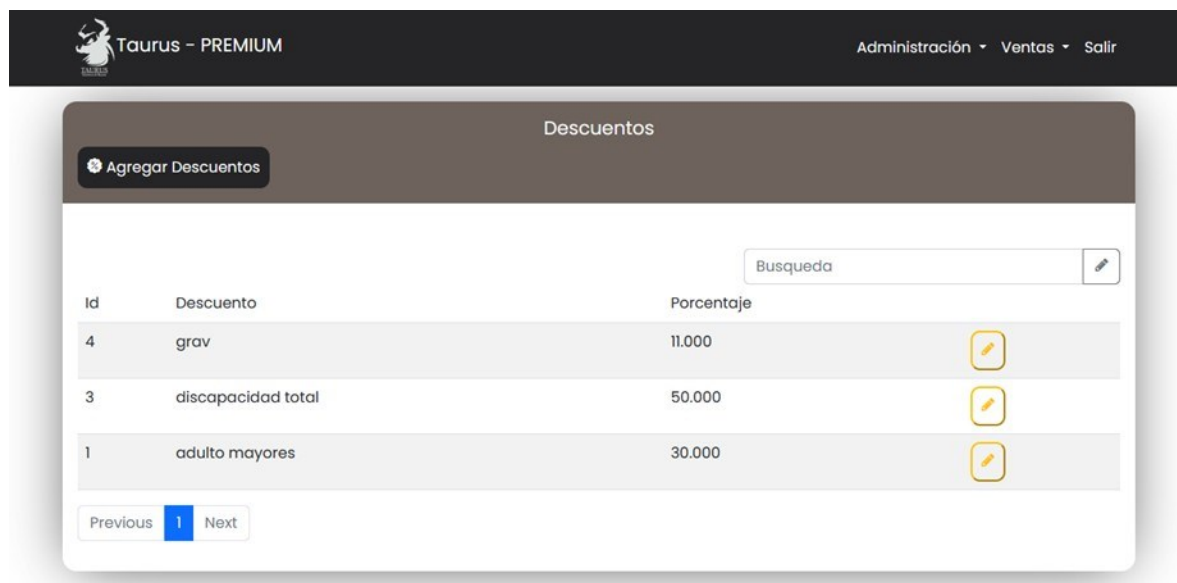 Taurus - PREMIUM Administración Ventas Salir
TAURUS
Descuentos
Agregar Descuentos
Busqueda
Id Descuento Porcentaje
4 grav 11.000
3 discapacidad total 50.000
1 adulto mayores 30.000
Previous 1 Next